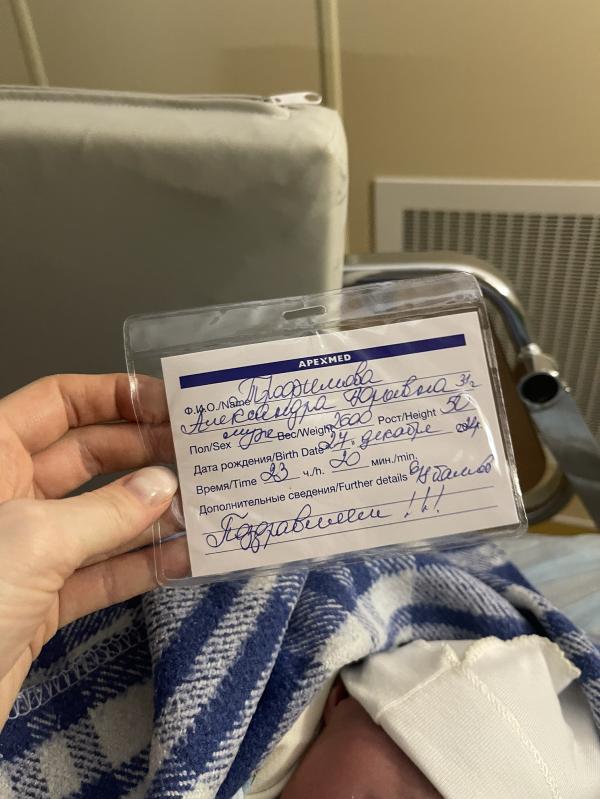 APEXMED
Ф.И.О./Name Трофимова
Александра Юрьевна
Пол/Sex муж Вес/Weight Рост/Height 50
Дата рождения/Birth Date „24" декабря
Время/Time 23 ч./h. 20 мин./min.
Дополнительные сведения/Further details
Поздравляем !!!